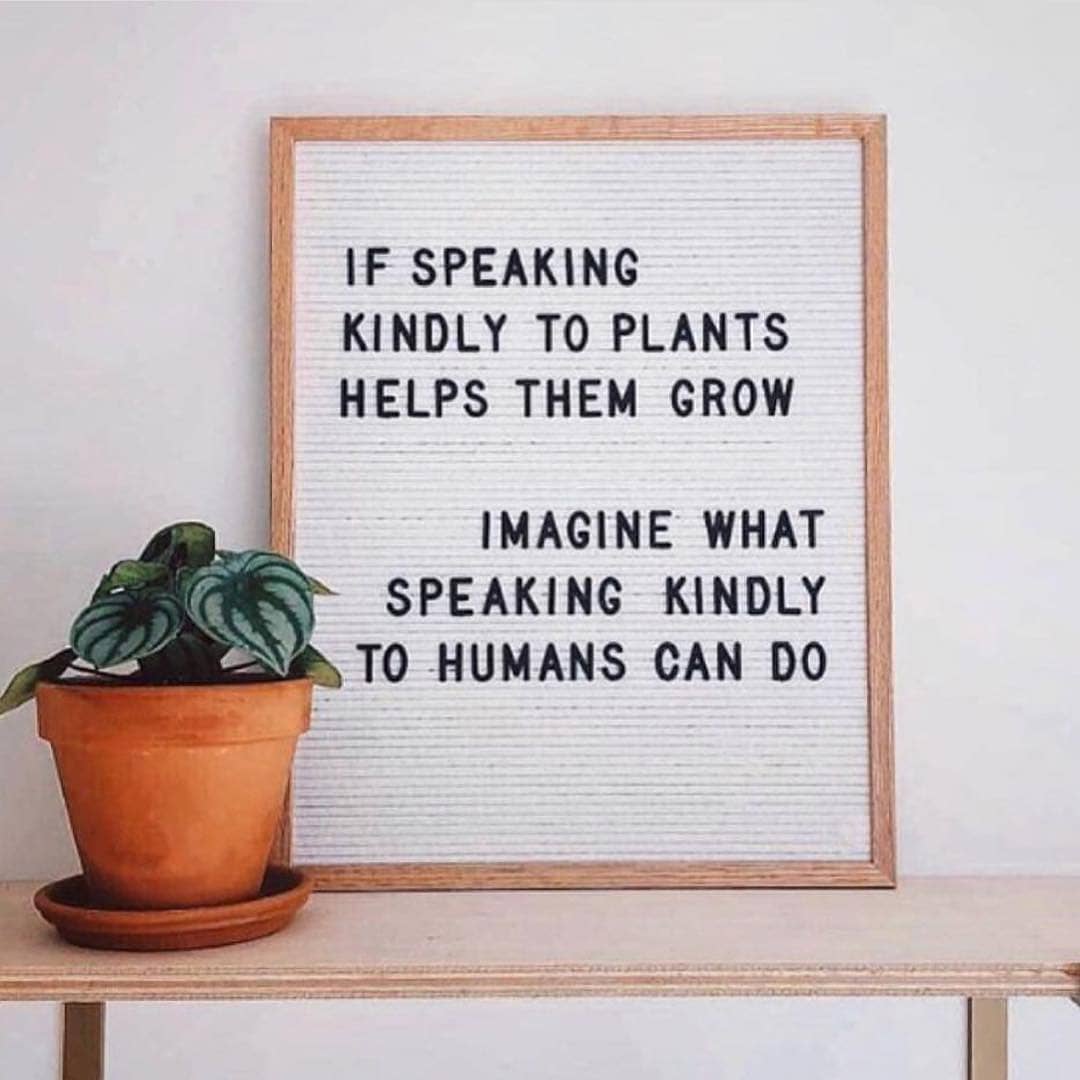 IF SPEAKING
KINDLY TO PLANTS
HELPS THEM GROW
IMAGINE WHAT
SPEAKING KINDLY
TO HUMANS CAN DO